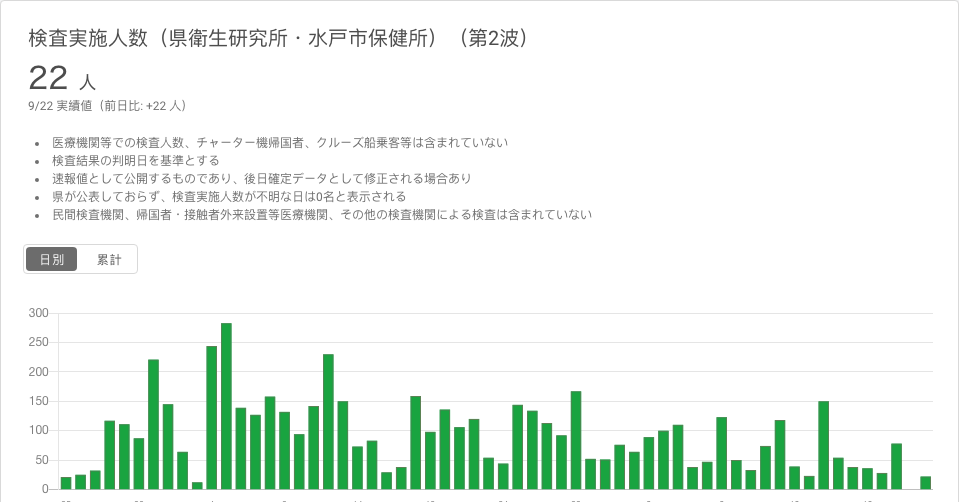 検査実施人数（県衛生研究所・水戸市保健所）（第2波）
22 人
9/22 実績値（前日比: +22 人）
• 医療機関等での検査人数、チャーター機帰国者、クルーズ船乗客等は含まれていない
• 検査結果の判明日を基準とする
• 速報値として公開するものであり、後日確定データとして修正される場合あり
• 県が公表しておらず、検査実施人数が不明な日は0名と表示される
• 民間検査機関、帰国者・接触者外来設置等医療機関、その他の検査機関による検査は含まれていない
日別 累計
300
250
200
150
100
50
0